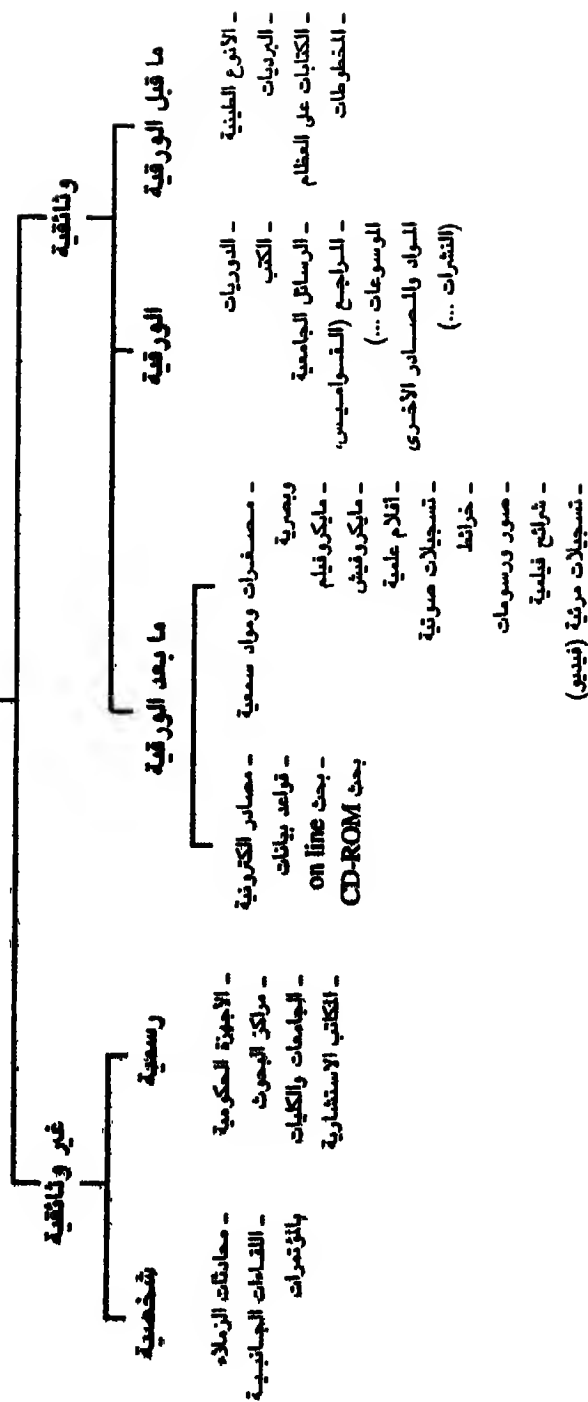 وثائقية
غير وثائقية
ما قبل الورقية
الورقية
ما بعد الورقية
رسمية
شخصية
- الألوح الطينية
- البرديات
- الكتابات على العظام
- المخطوطات
- الدوريات
- الكتب
- الرسائل الجامعية
- المراجع (القواميس،
الموسوعات ...)
المواد والمصادر الأخرى
(النشرات ...)
- مصغرات ومواد سمعية
وبصرية
- مايكروفيلم
- مايكروفيش
- أفلام علمية
- تسجيلات صوتية
- خرائط
- صور ورسومات
- شرائح فيلمية
- تسجيلات مرئية (فيديو)
- مصادر الكترونية
- قواعد بيانات
- بحث on line
بحث CD-ROM
- الأجهزة الحكومية
- مراكز البحوث
- الجامعات والكليات
- المكاتب الاستشارية
- محادثات الزملاء
- اللقاءات الجانبية
بالمؤتمرات